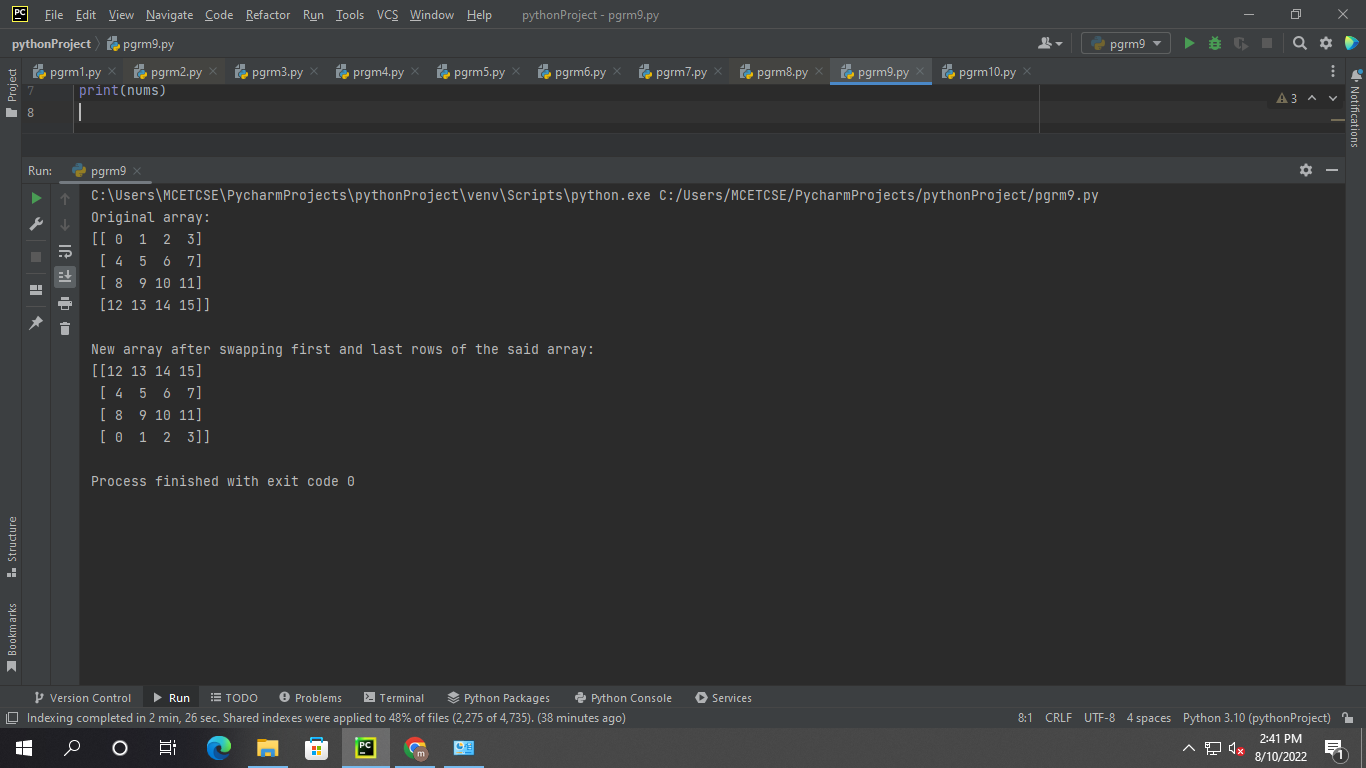 PC File Edit View Navigate Code Refactor Run Tools VCS Window Help pythonProject - pgrm9.py
pythonProject pgrm9.py pgrm9
pgrm1.py pgrm2.py pgrm3.py prgm4.py pgrm5.py pgrm6.py pgrm7.py pgrm8.py pgrm9.py pgrm10.py
Project
Notifications
7 print(nums)
8
3
Run: pgrm9
C:\Users\MCETCSE\PycharmProjects\pythonProject\venv\Scripts\python.exe C:/Users/MCETCSE/PycharmProjects/pythonProject/pgrm9.py
Original array:
[[ 0  1  2  3]
 [ 4  5  6  7]
 [ 8  9 10 11]
 [12 13 14 15]]
New array after swapping first and last rows of the said array:
[[12 13 14 15]
 [ 4  5  6  7]
 [ 8  9 10 11]
 [ 0  1  2  3]]
Process finished with exit code 0
Structure
Bookmarks
Version Control Run TODO Problems Terminal Python Packages Python Console Services
Indexing completed in 2 min, 26 sec. Shared indexes were applied to 48% of files (2,275 of 4,735). (38 minutes ago) 8:1 CRLF UTF-8 4 spaces Python 3.10 (pythonProject)
PC m 2:41 PM
8/10/2022 1